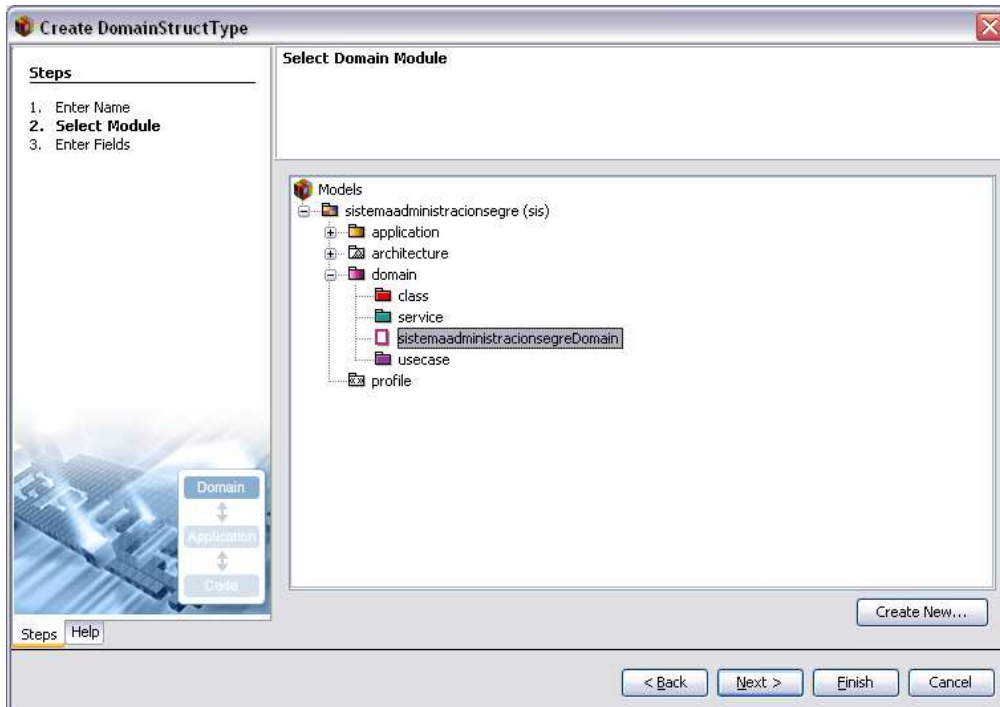 Create DomainStructType
Steps
1. Enter Name
2. Select Module
3. Enter Fields
Select Domain Module
Models
sistemaadministracionsegre (sis)
application
architecture
domain
class
service
sistemaadministracionsegreDomain
usecase
profile
Domain
Application
Code
Create New...
Steps Help
< Back Next > Finish Cancel